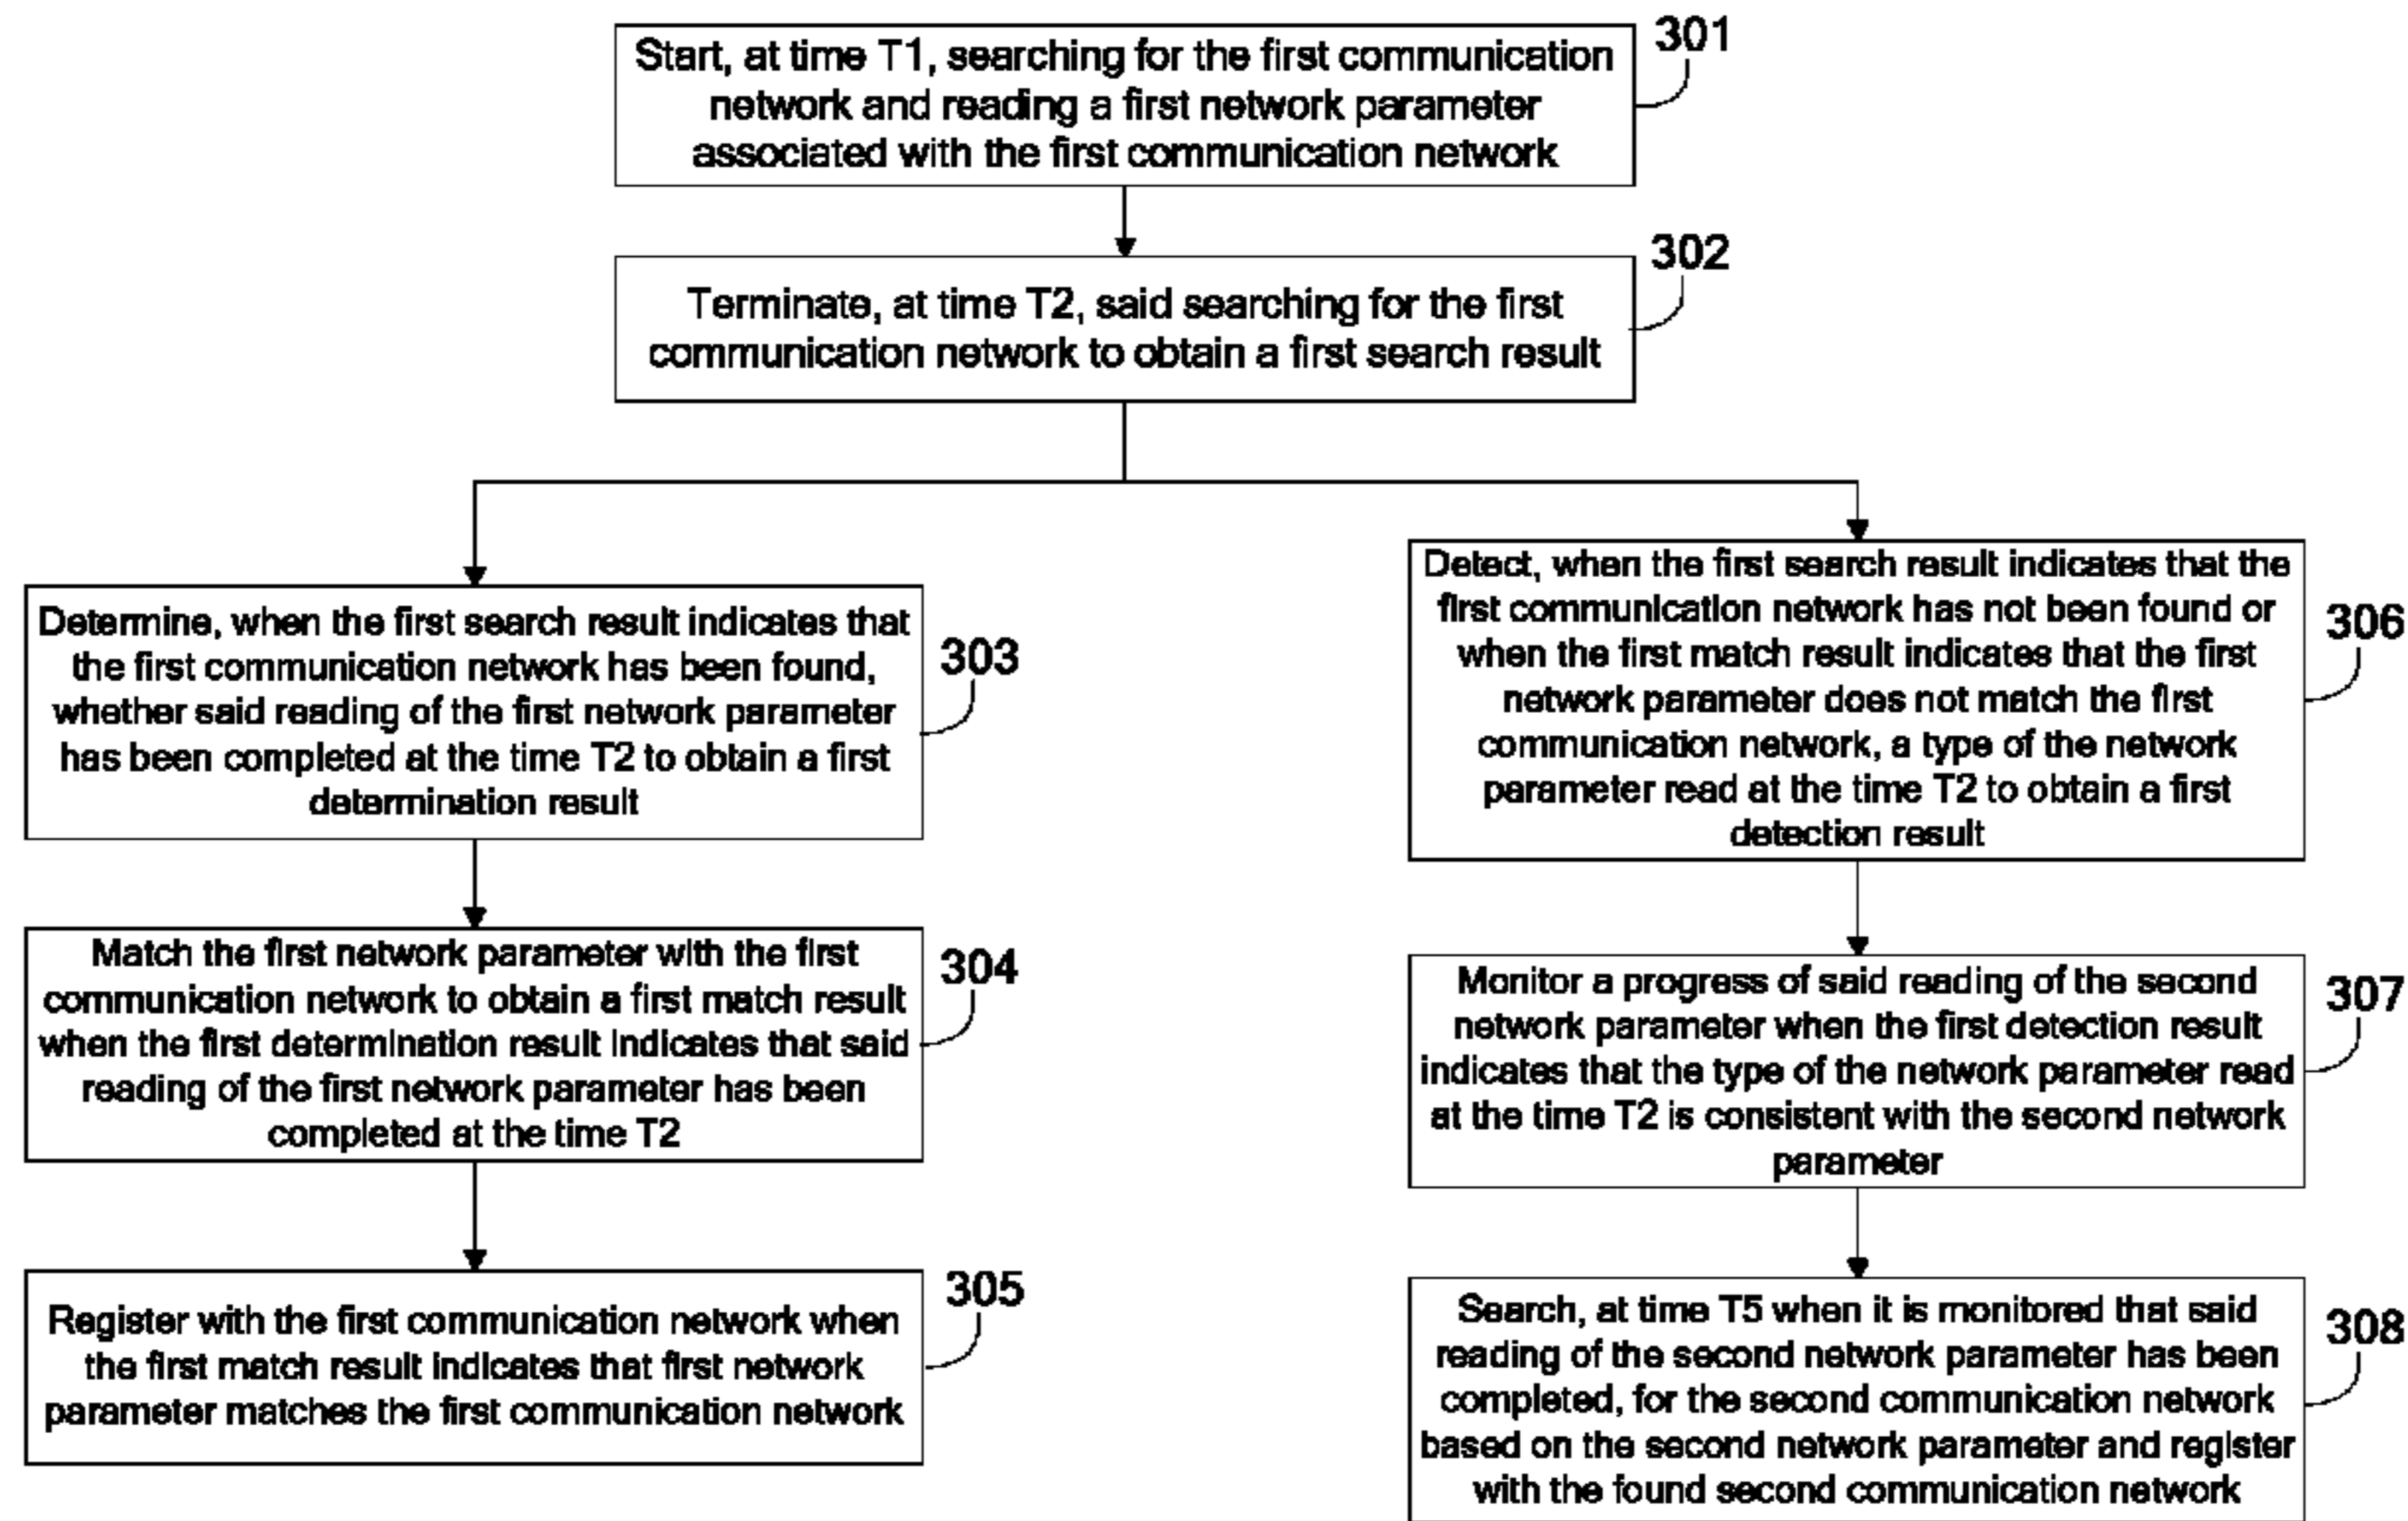 Start, at time T1, searching for the first communication
network and reading a first network parameter
associated with the first communication network
301
Terminate, at time T2, said searching for the first
communication network to obtain a first search result
302
Determine, when the first search result indicates that
the first communication network has been found,
whether said reading of the first network parameter
has been completed at the time T2 to obtain a first
determination result
303
Match the first network parameter with the first
communication network to obtain a first match result
when the first determination result indicates that said
reading of the first network parameter has been
completed at the time T2
304
Register with the first communication network when
the first match result indicates that first network
parameter matches the first communication network
305
Detect, when the first search result indicates that the
first communication network has not been found or
when the first match result indicates that the first
network parameter does not match the first
communication network, a type of the network
parameter read at the time T2 to obtain a first
detection result
306
Monitor a progress of said reading of the second
network parameter when the first detection result
indicates that the type of the network parameter read
at the time T2 is consistent with the second network
parameter
307
Search, at time T5 when it is monitored that said
reading of the second network parameter has been
completed, for the second communication network
based on the second network parameter and register
with the found second communication network
308